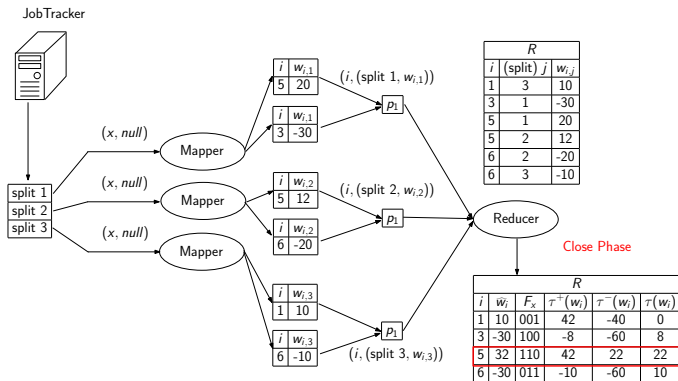 JobTracker
split 1
split 2
split 3
(x, null)
(x, null)
(x, null)
Mapper
Mapper
Mapper
i w_{i,1}
5 20
i w_{i,1}
3 -30
i w_{i,2}
5 12
i w_{i,2}
6 -20
i w_{i,3}
1 10
i w_{i,3}
6 -10
(i, (split 1, w_{i,1}))
p_1
(i, (split 2, w_{i,2}))
p_1
p_1
(i, (split 3, w_{i,3}))
R
i (split) j w_{i,j}
1 3 10
3 1 -30
5 1 20
5 2 12
6 2 -20
6 3 -10
Reducer
Close Phase
R
i ŵ_i F_x τ⁺(w_i) τ⁻(w_i) τ(w_i)
1 10 001 42 -40 0
3 -30 100 -8 -60 8
5 32 110 42 22 22
6 -30 011 -10 -60 10